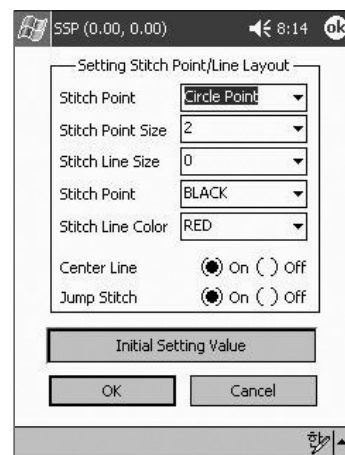 SSP (0.00, 0.00) 8:14 ok
Setting Stitch Point/Line Layout
Stitch Point Circle Point
Stitch Point Size 2
Stitch Line Size 0
Stitch Point BLACK
Stitch Line Color RED
Center Line On Off
Jump Stitch On Off
Initial Setting Value
OK Cancel
한